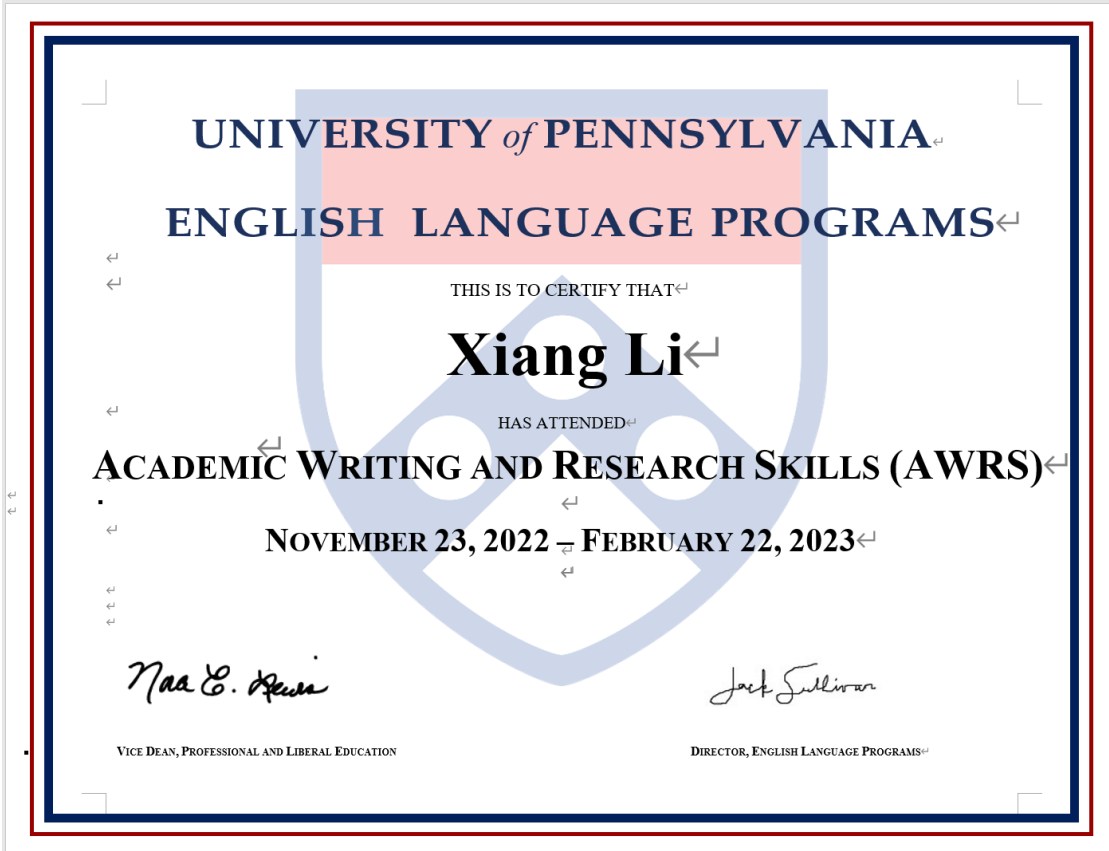 UNIVERSITY of PENNSYLVANIA
ENGLISH LANGUAGE PROGRAMS
THIS IS TO CERTIFY THAT
Xiang Li
HAS ATTENDED
ACADEMIC WRITING AND RESEARCH SKILLS (AWRS)
NOVEMBER 23, 2022 – FEBRUARY 22, 2023
Naa E. Lewis
Jack Sullivan
VICE DEAN, PROFESSIONAL AND LIBERAL EDUCATION
DIRECTOR, ENGLISH LANGUAGE PROGRAMS